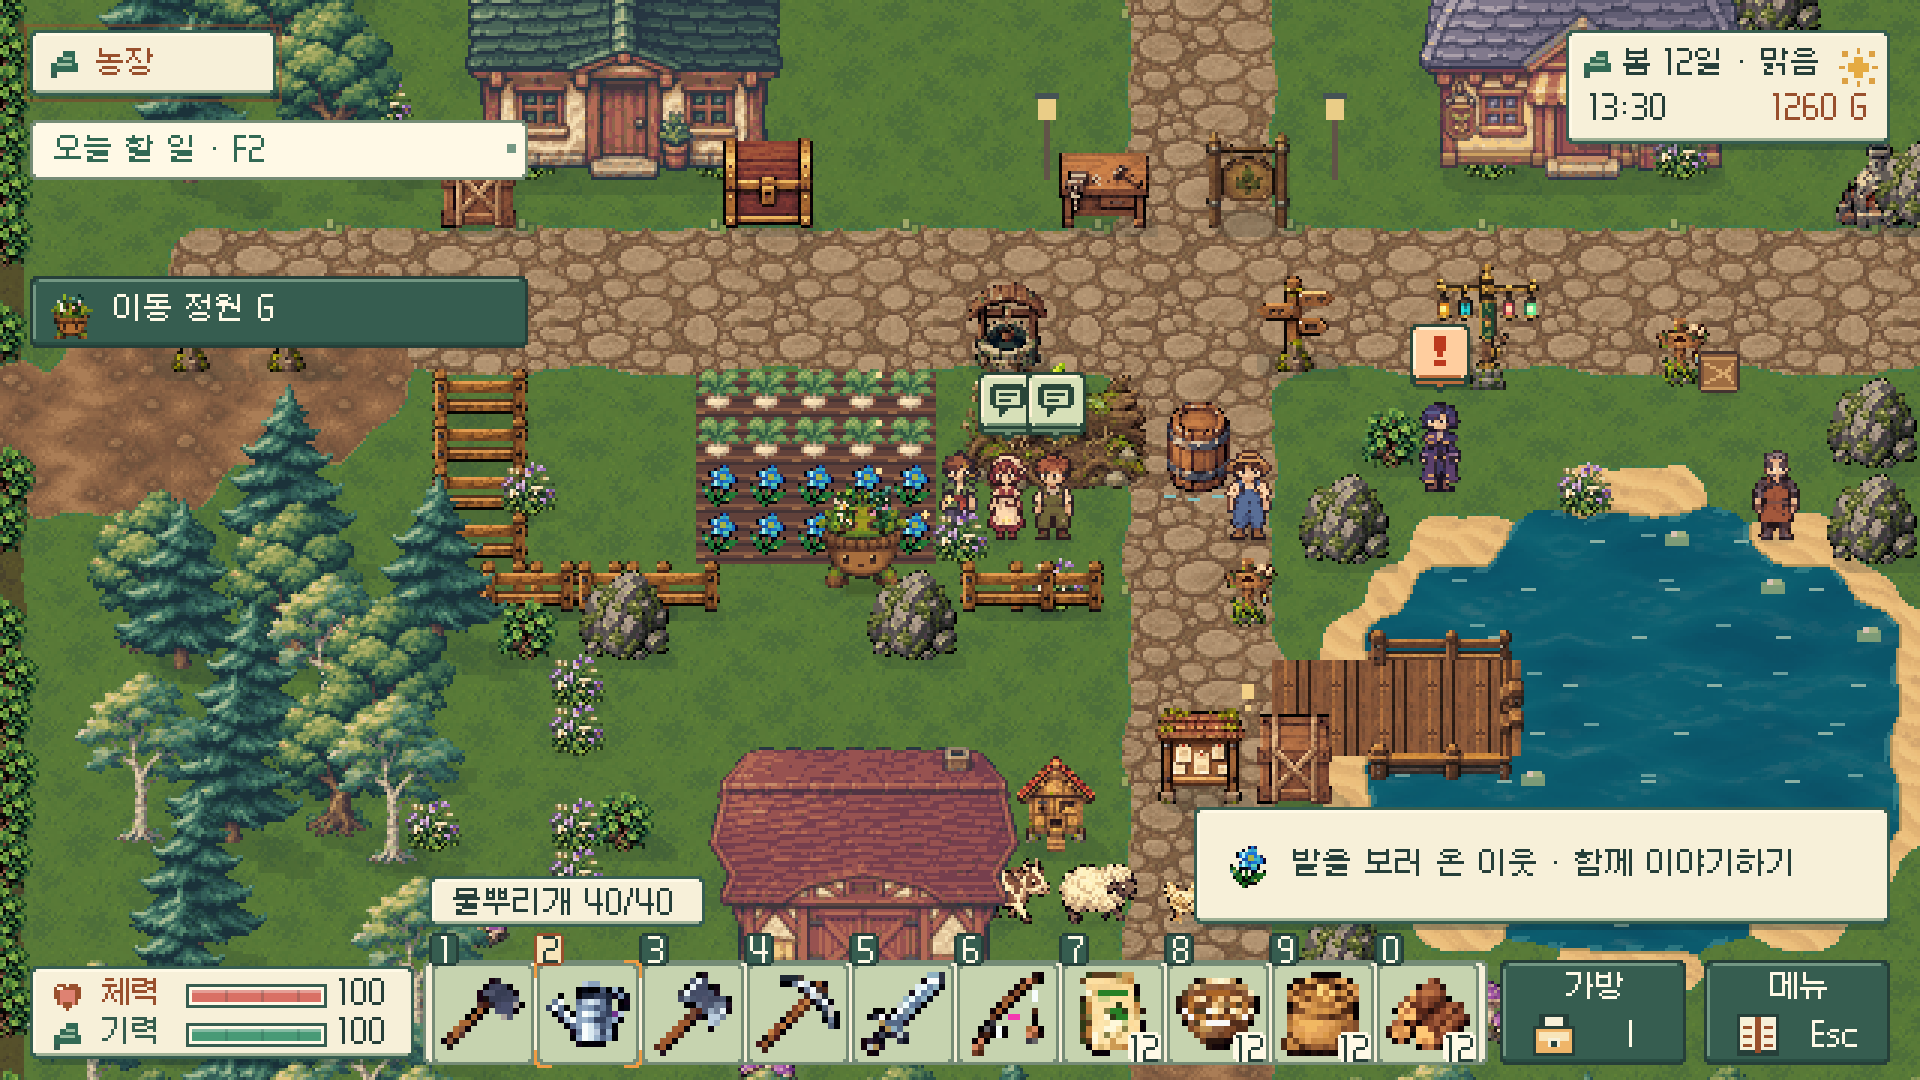 농장
봄 12일 · 맑음
13:30 1260 G
오늘 할 일 · F2
이동 정원 G
밭을 보러 온 이웃 · 함께 이야기하기
물뿌리개 40/40
1 2 3 4 5 6 7 8 9 0
체력 100
기력 100
12 12 12 12
가방
I
메뉴
Esc